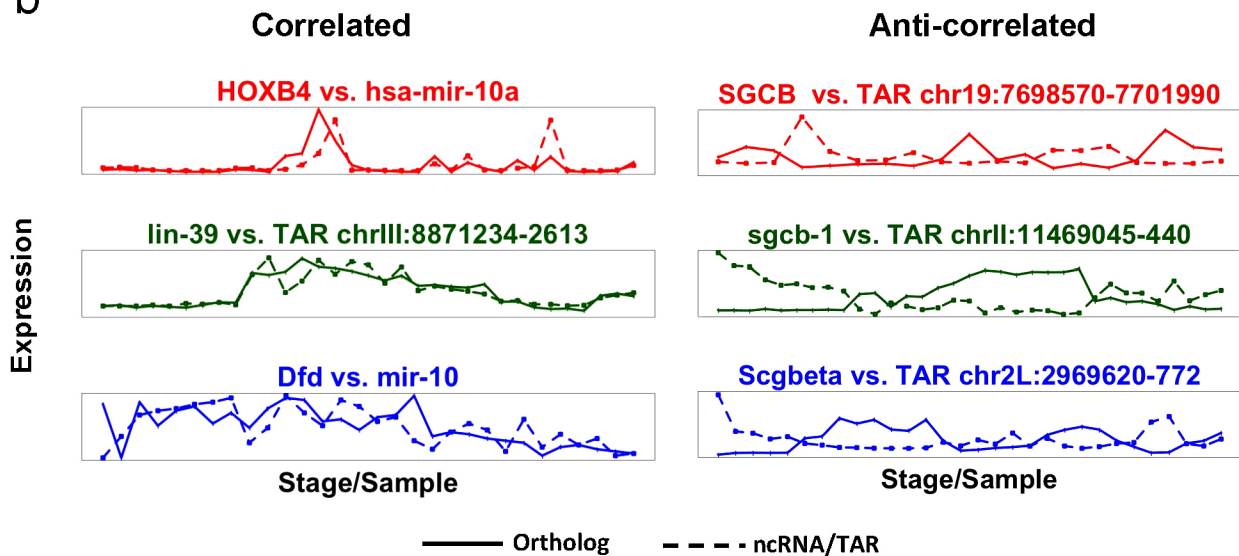 b
Correlated
Anti-correlated
HOXB4 vs. hsa-mir-10a
SGCB vs. TAR chr19:7698570-7701990
lin-39 vs. TAR chrIII:8871234-2613
sgcb-1 vs. TAR chrII:11469045-440
Expression
Dfd vs. mir-10
Scgbeta vs. TAR chr2L:2969620-772
Stage/Sample
Stage/Sample
Ortholog
ncRNA/TAR